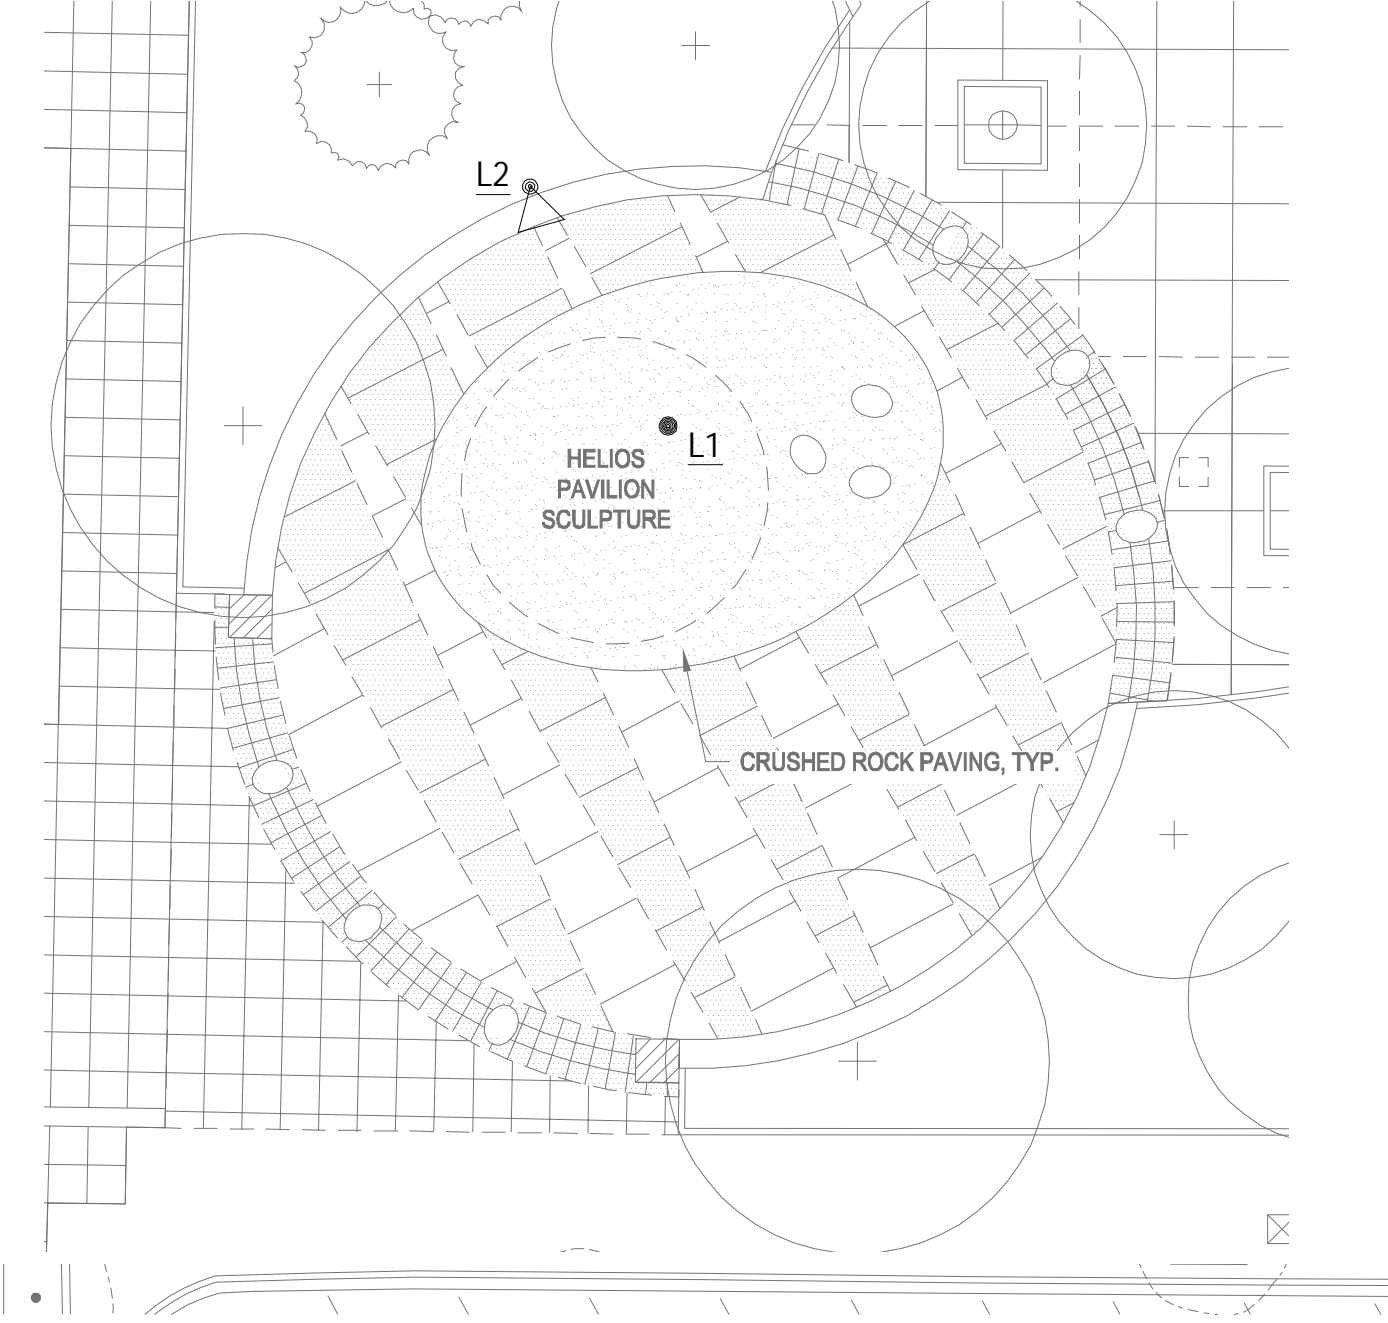 L2
L1
HELIOS
PAVILION
SCULPTURE
CRUSHED ROCK PAVING, TYP.